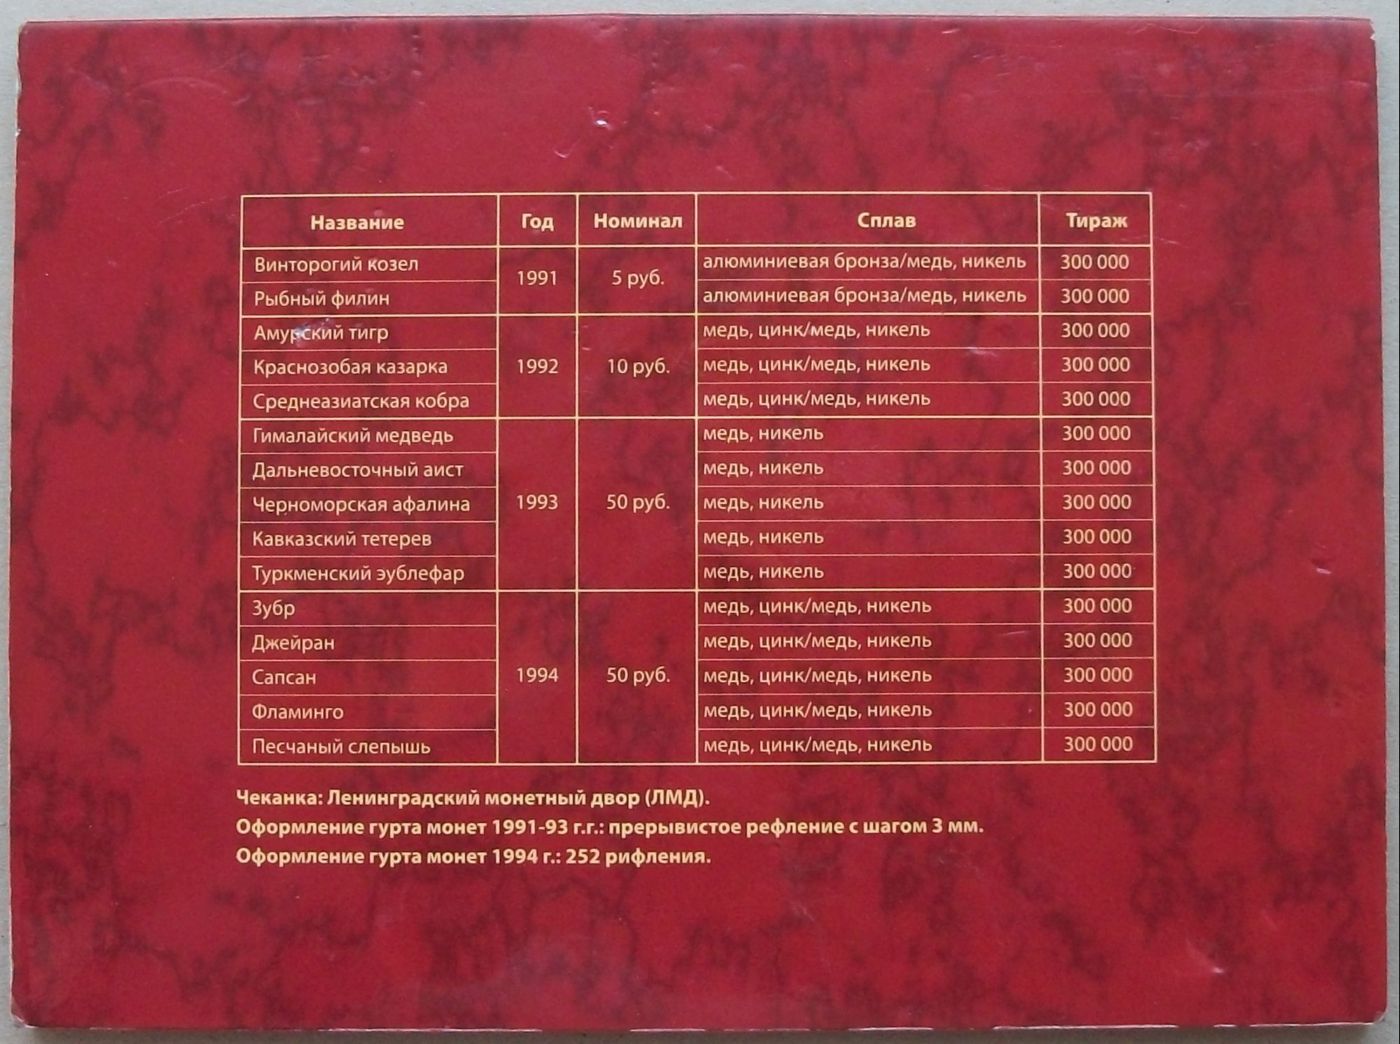 Название Год Номинал Сплав Тираж
Винторогий козел 1991 5 руб. алюминиевая бронза/медь, никель 300 000
Рыбный филин алюминиевая бронза/медь, никель 300 000
Амурский тигр медь, цинк/медь, никель 300 000
Краснозобая казарка 1992 10 руб. медь, цинк/медь, никель 300 000
Среднеазиатская кобра медь, цинк/медь, никель 300 000
Гималайский медведь медь, никель 300 000
Дальневосточный аист медь, никель 300 000
Черноморская афалина 1993 50 руб. медь, никель 300 000
Кавказский тетерев медь, никель 300 000
Туркменский эублефар медь, никель 300 000
Зубр медь, цинк/медь, никель 300 000
Джейран медь, цинк/медь, никель 300 000
Сапсан 1994 50 руб. медь, цинк/медь, никель 300 000
Фламинго медь, цинк/медь, никель 300 000
Песчаный слепышь медь, цинк/медь, никель 300 000
Чеканка: Ленинградский монетный двор (ЛМД).
Оформление гурта монет 1991-93 г.г.: прерывистое рефление с шагом 3 мм.
Оформление гурта монет 1994 г.: 252 рифления.